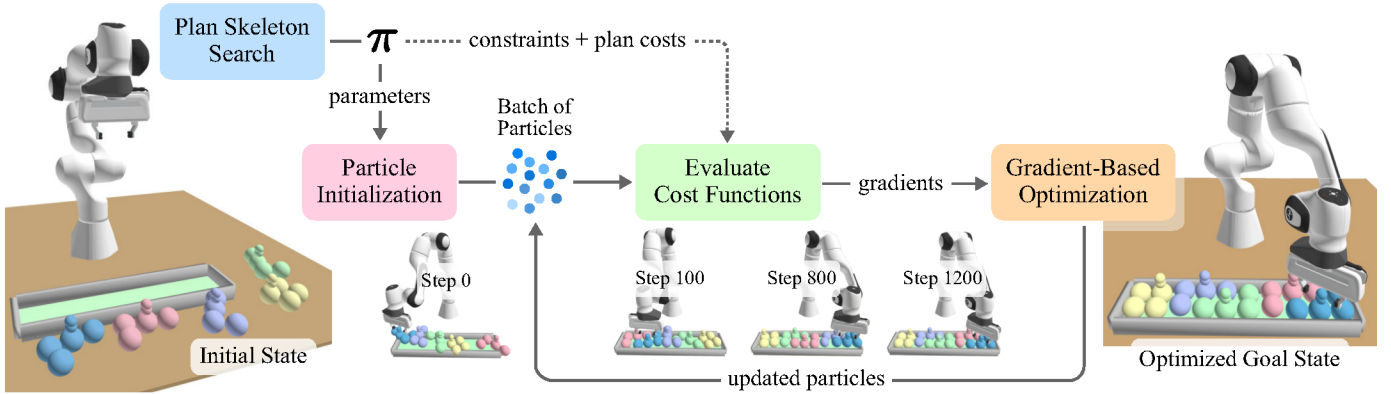 Plan Skeleton
Search
π
constraints + plan costs
parameters
Batch of
Particles
Particle
Initialization
Evaluate
Cost Functions
gradients
Gradient-Based
Optimization
Step 0
Step 100
Step 800
Step 1200
Initial State
Optimized Goal State
updated particles